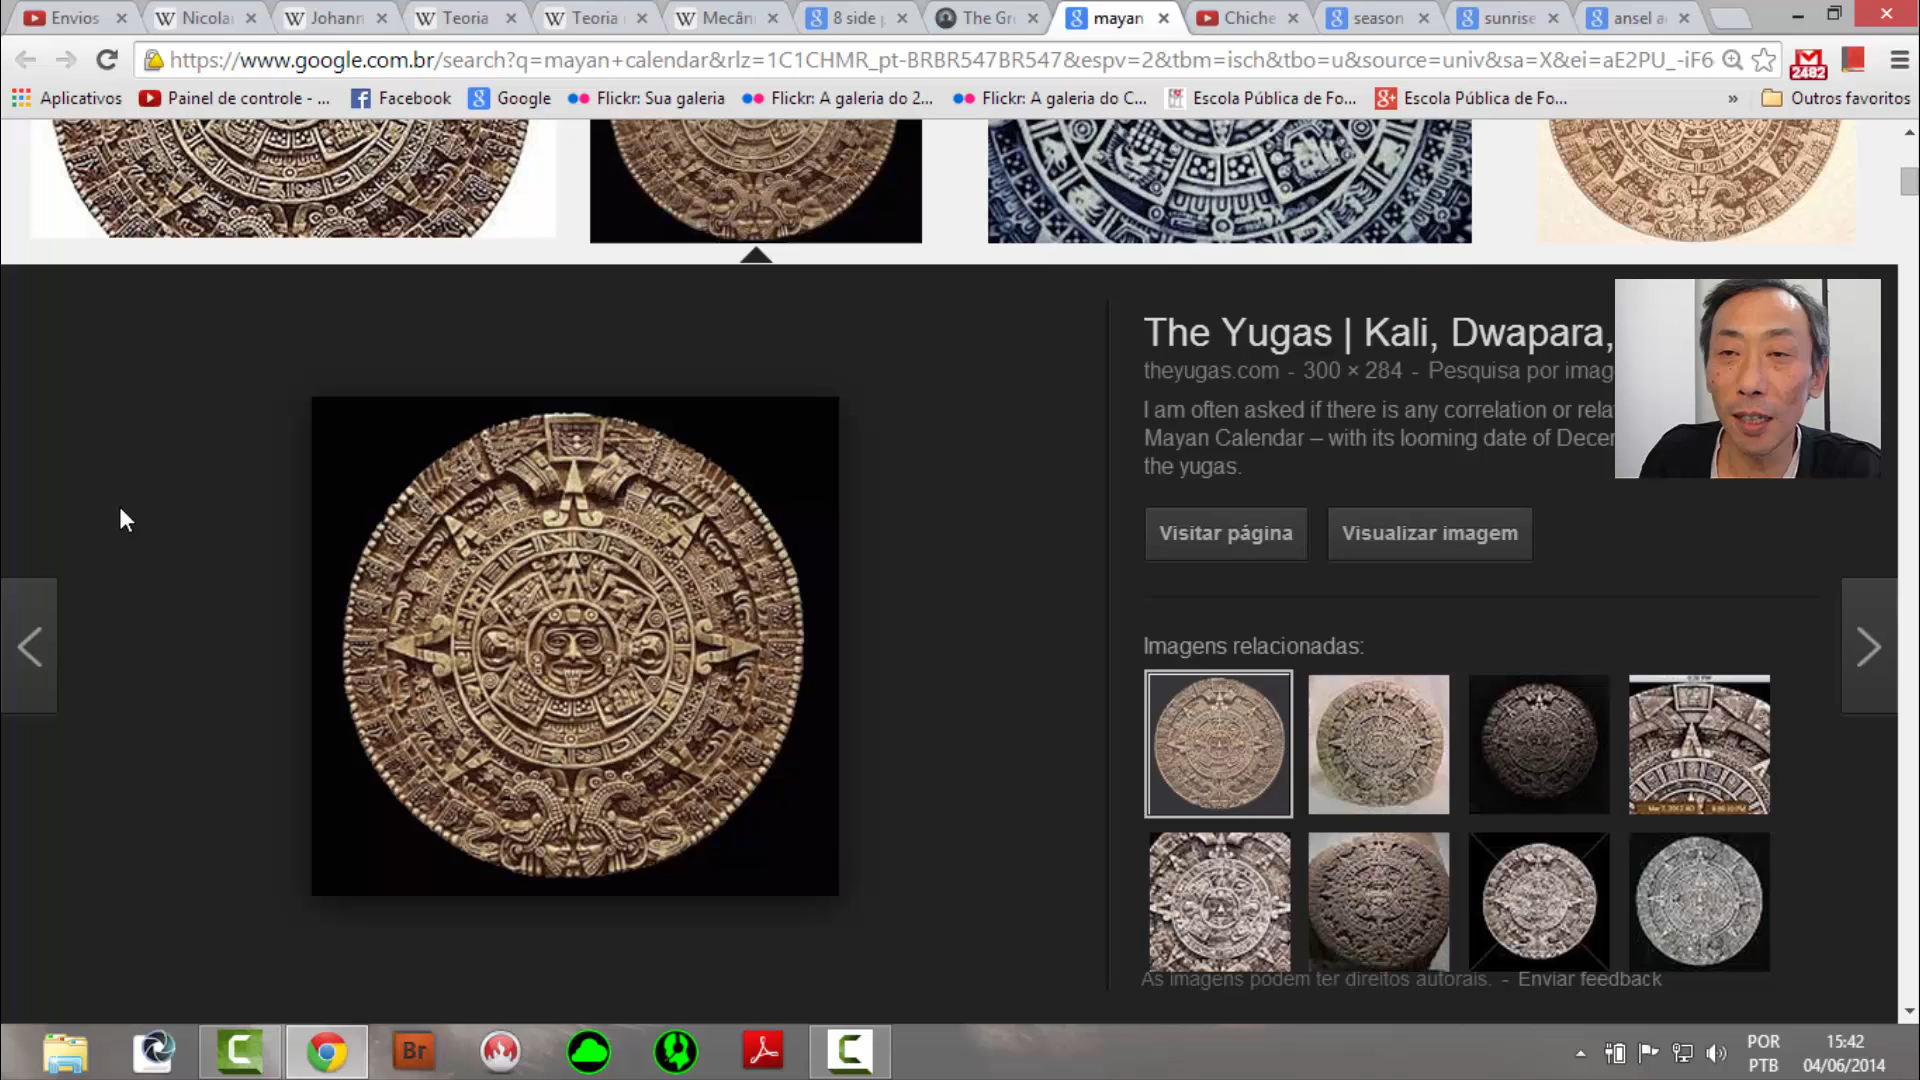 Envios
Nicolau
Johann
Teoria
Teoria
Mecân
8 side
The Gr
mayan
Chiche
season
sunrise
ansel a
https://www.google.com.br/search?q=mayan+calendar&rlz=1C1CHMR_pt-BRBR547BR547&espv=2&tbm=isch&tbo=u&source=univ&sa=X&ei=aE2PU_-iF6
2482
Aplicativos
Painel de controle - ...
Facebook
Google
Flickr: Sua galeria
Flickr: A galeria do 2...
Flickr: A galeria do C...
Escola Pública de Fo...
Escola Pública de Fo...
»
Outros favoritos
The Yugas | Kali, Dwapara,
theyugas.com - 300 × 284 - Pesquisa por imag
I am often asked if there is any correlation or rela
Mayan Calendar – with its looming date of Decem
the yugas.
Visitar página
Visualizar imagem
Imagens relacionadas:
As imagens podem ter direitos autorais. - Enviar feedback
Br
POR
PTB
15:42
04/06/2014